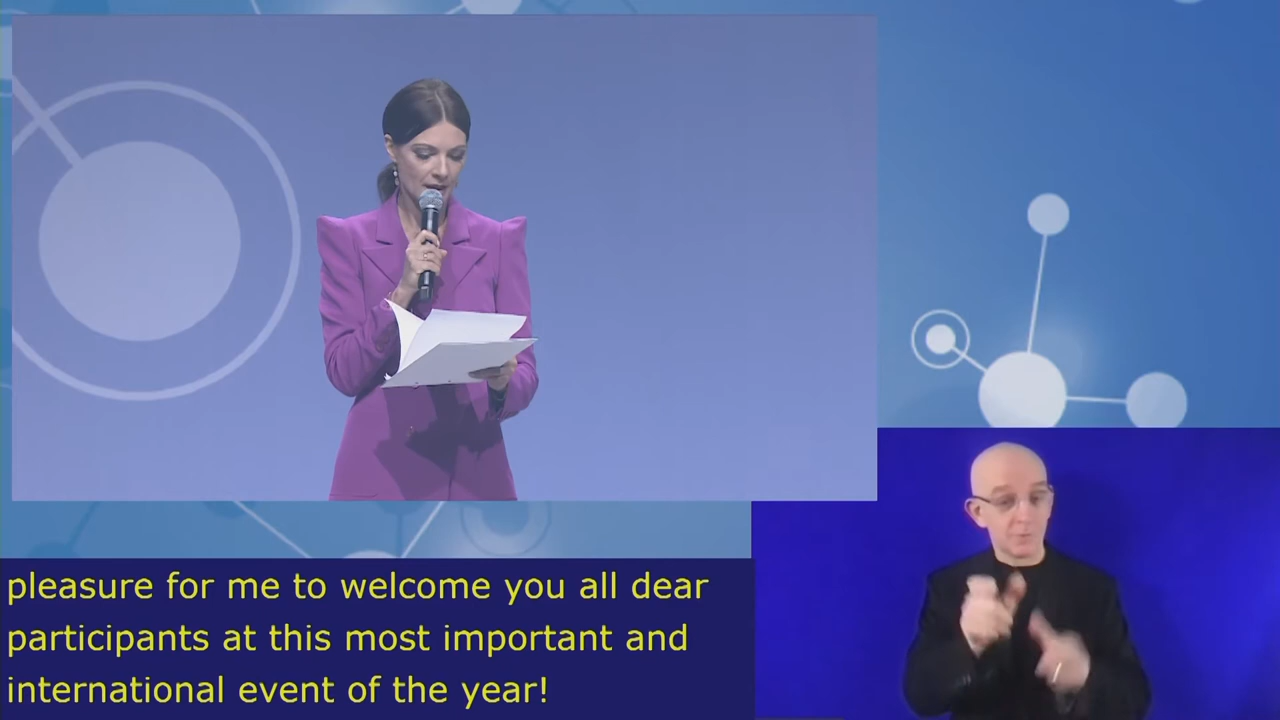 pleasure for me to welcome you all dear
participants at this most important and
international event of the year!